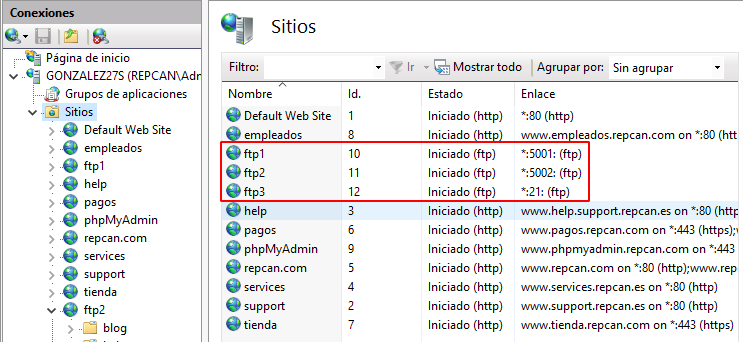 Conexiones
Página de inicio
GONZALEZ27S (REPCAN\Adn
Grupos de aplicaciones
Sitios
Default Web Site
empleados
help
pagos
phpMyAdmin
repcan.com
services
support
tienda
ftp2
blog
Sitios
Filtro: Ir Mostrar todo Agrupar por: Sin agrupar
Nombre Id. Estado Enlace
Default Web Site 1 Iniciado (http) *:80 (http)
empleados 8 Iniciado (http) www.empleados.repcan.com on *:80 (http)
ftp1 10 Iniciado (ftp) *:5001: (ftp)
ftp2 11 Iniciado (ftp) *:5002: (ftp)
ftp3 12 Iniciado (ftp) *:21: (ftp)
help 3 Iniciado (http) www.help.support.repcan.es on *:80 (http
pagos 6 Iniciado (http) www.pagos.repcan.com on *:443 (https);w
phpMyAdmin 9 Iniciado (http) www.phpmyadmin.repcan.com on *:443
repcan.com 5 Iniciado (http) www.repcan.com on *:80 (http);www.rep
services 4 Iniciado (http) www.services.repcan.es on *:80 (http)
support 2 Iniciado (http) www.support.repcan.es on *:80 (http)
tienda 7 Iniciado (http) www.tienda.repcan.com on *:443 (https)